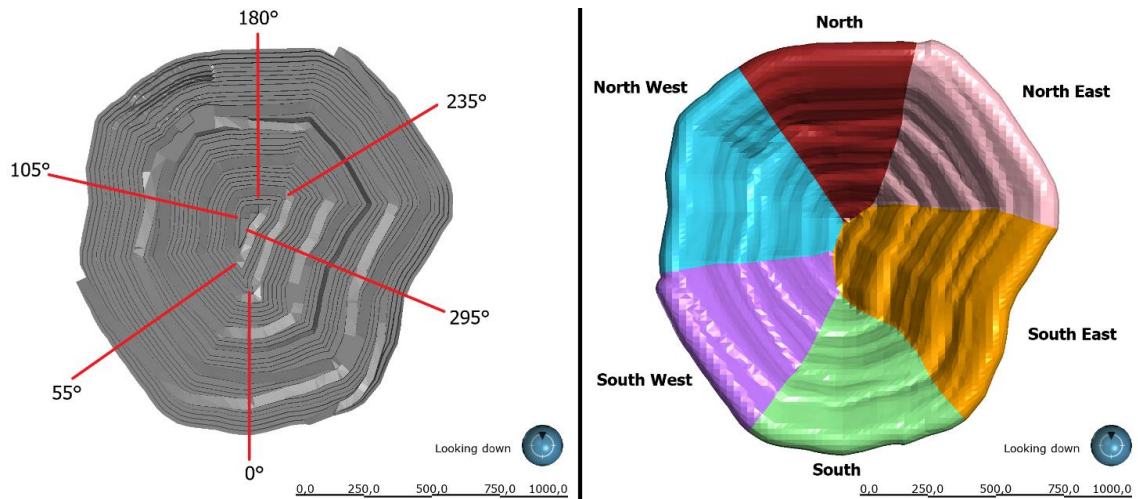 180°
235°
105°
295°
55°
0°
Looking down
0,0 250,0 500,0 750,0 1000,0
North
North West
North East
South East
South West
South
Looking down
0,0 250,0 500,0 750,0 1000,0